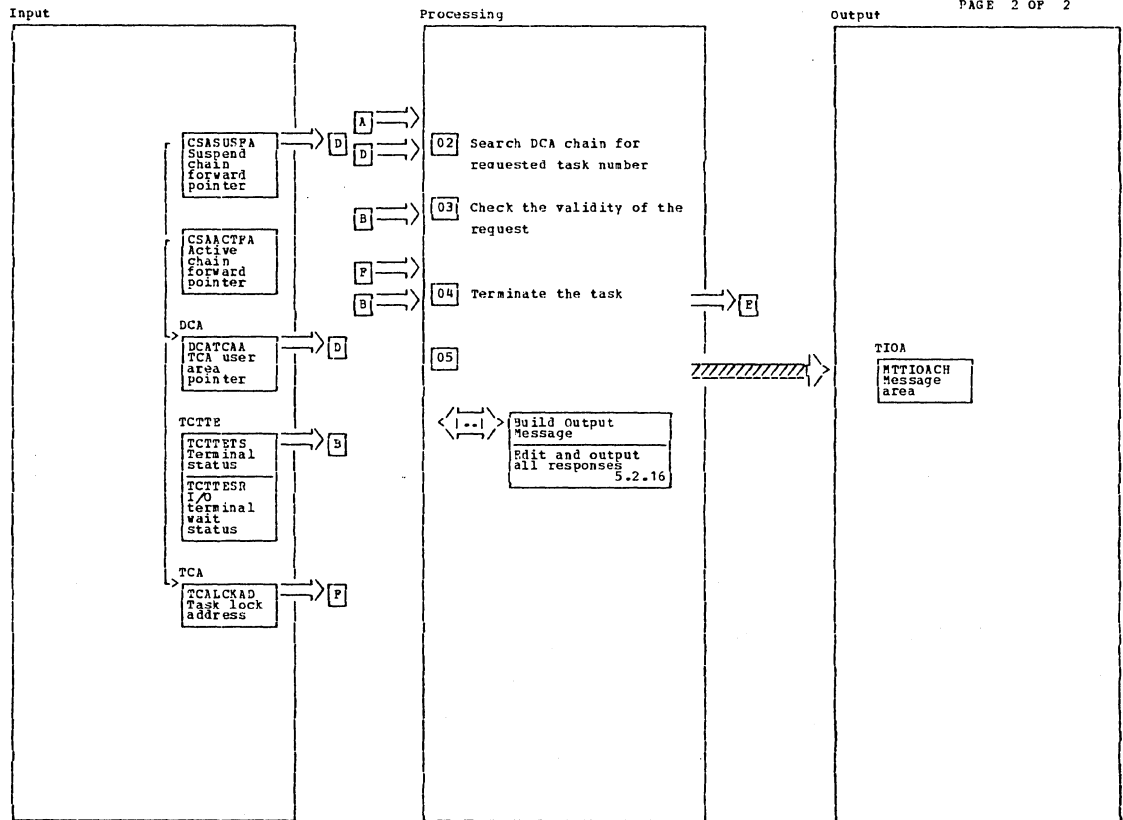 PAGE 2 OF 2
Input
Processing
Output
CSASUSPA
Suspend
chain
forward
pointer
D
A
D
02 Search DCA chain for
requested task number
B
03 Check the validity of the
request
CSAACTFA
Active
chain
forward
pointer
F
B
04 Terminate the task
E
DCA
DCATCAA
TCA user
area
pointer
D
05
TIOA
MTTIOACH
Message
area
TCTTE
TCTTETS
Terminal
status
B
TCTTESR
I/O
terminal
wait
status
Build Output
Message
Edit and output
all responses
5.2.16
TCA
TCALCKAD
Task lock
address
F